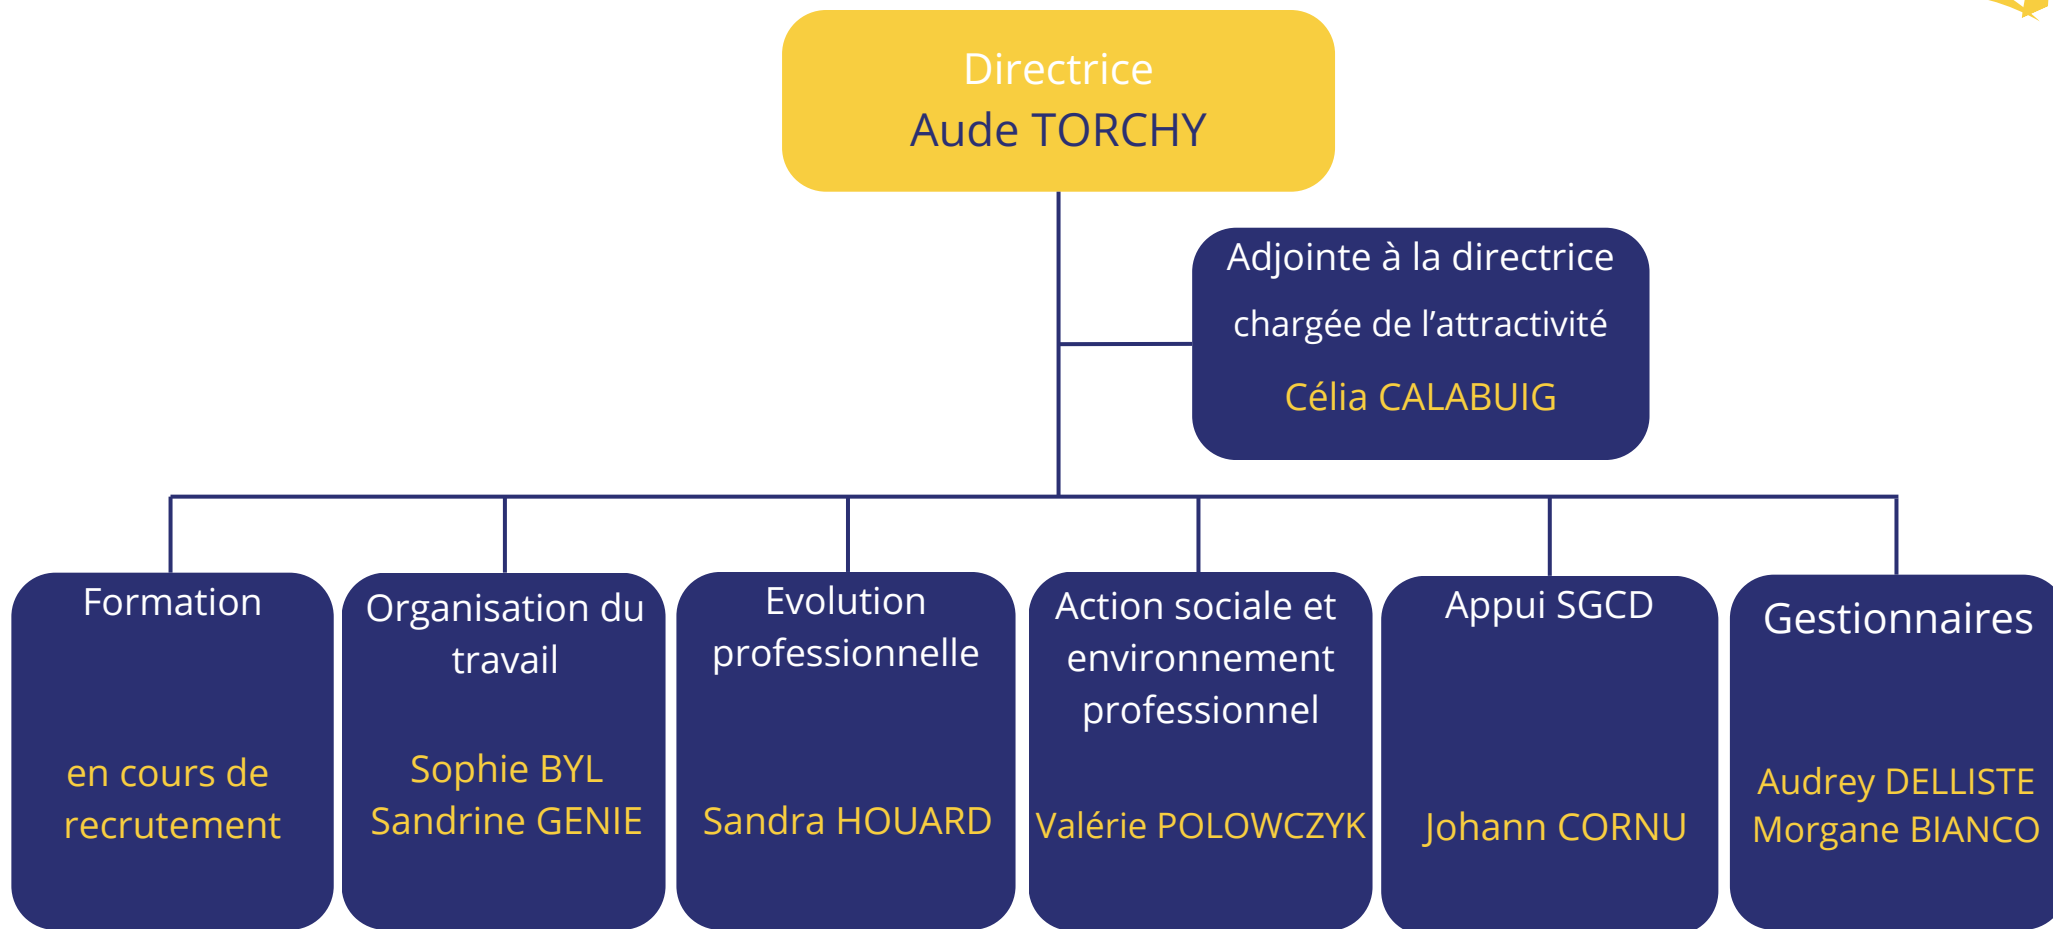 Directrice
Aude TORCHY
Adjointe à la directrice
chargée de l’attractivité
Célia CALABUIG
Formation
en cours de
recrutement
Organisation du
travail
Sophie BYL
Sandrine GENIE
Evolution
professionnelle
Sandra HOUARD
Action sociale et
environnement
professionnel
Valérie POLOWCZYK
Appui SGCD
Johann CORNU
Gestionnaires
Audrey DELLISTE
Morgane BIANCO